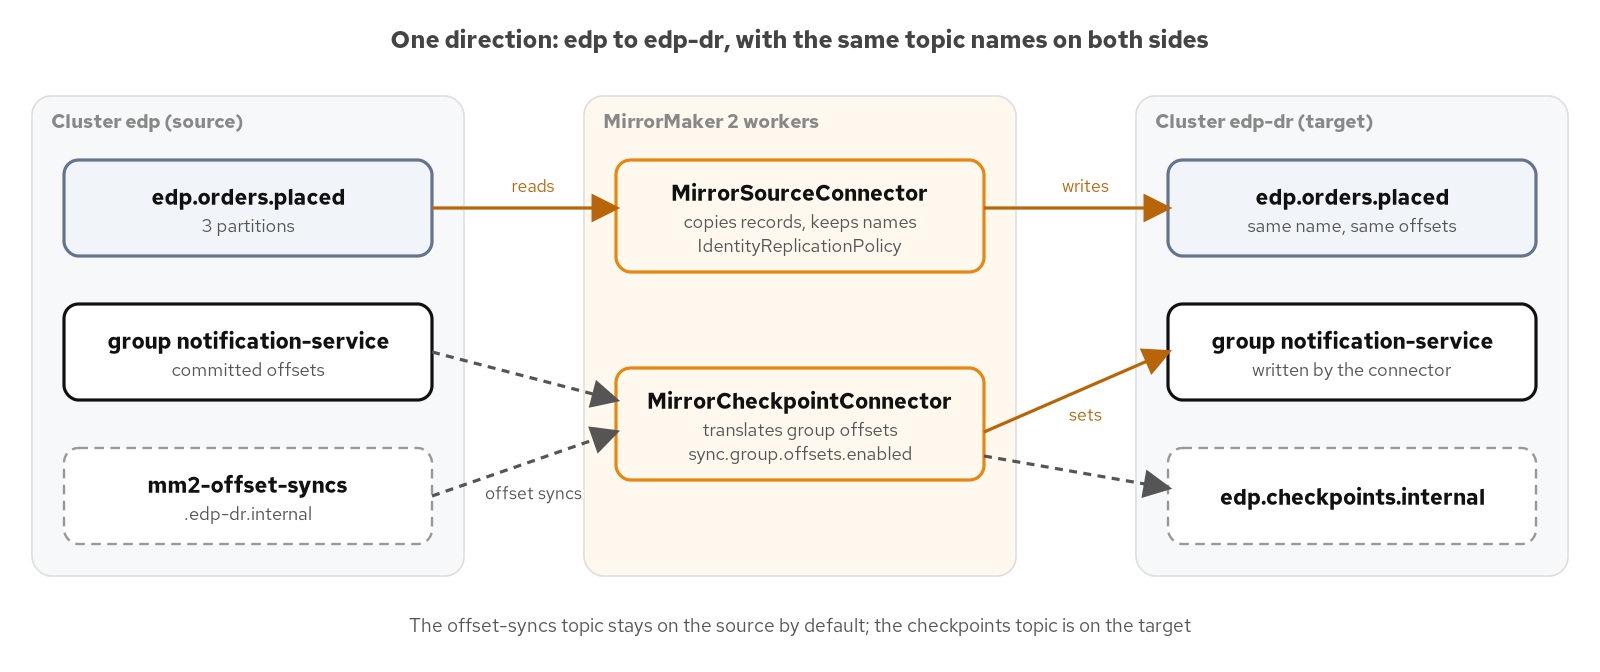 One direction: edp to edp-dr, with the same topic names on both sides
Cluster edp (source)
edp.orders.placed
3 partitions
group notification-service
committed offsets
mm2-offset-syncs
.edp-dr.internal
reads
offset syncs
MirrorMaker 2 workers
MirrorSourceConnector
copies records, keeps names
IdentityReplicationPolicy
MirrorCheckpointConnector
translates group offsets
sync.group.offsets.enabled
writes
sets
Cluster edp-dr (target)
edp.orders.placed
same name, same offsets
group notification-service
written by the connector
edp.checkpoints.internal
The offset-syncs topic stays on the source by default; the checkpoints topic is on the target